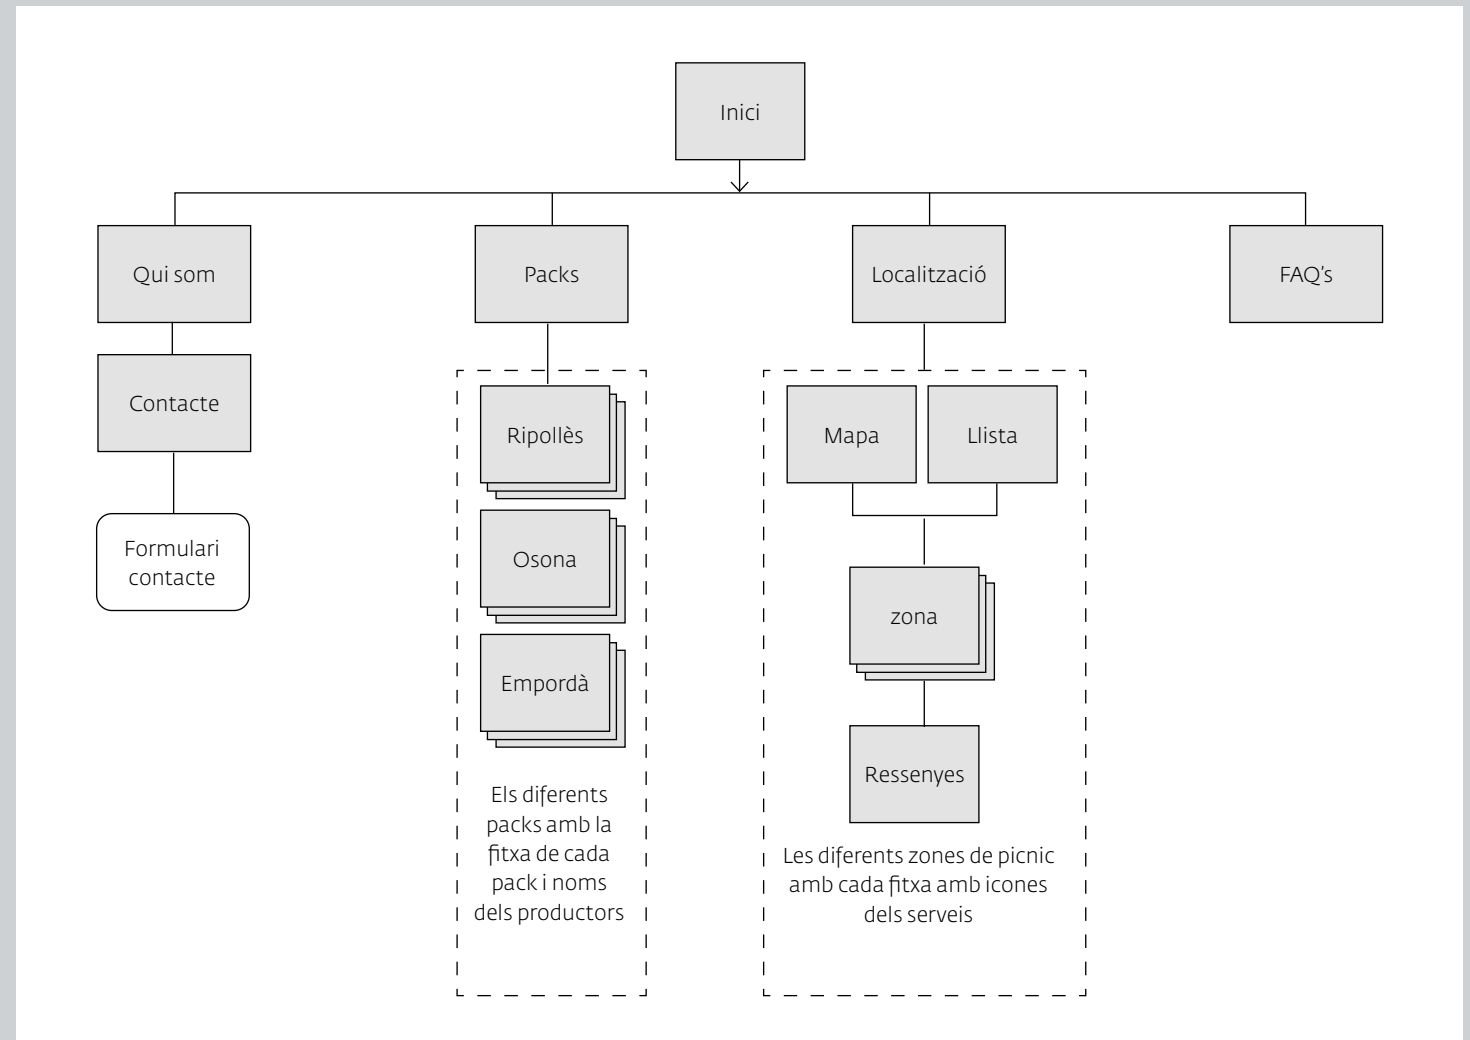 Inici
Qui som
Packs
Localització
FAQ's
Contacte
Formulari
contacte
Ripollès
Osona
Empordà
Els diferents
packs amb la
fitxa de cada
pack i noms
dels productors
Mapa
Llista
zona
Ressenyes
Les diferents zones de picnic
amb cada fitxa amb icones
dels serveis